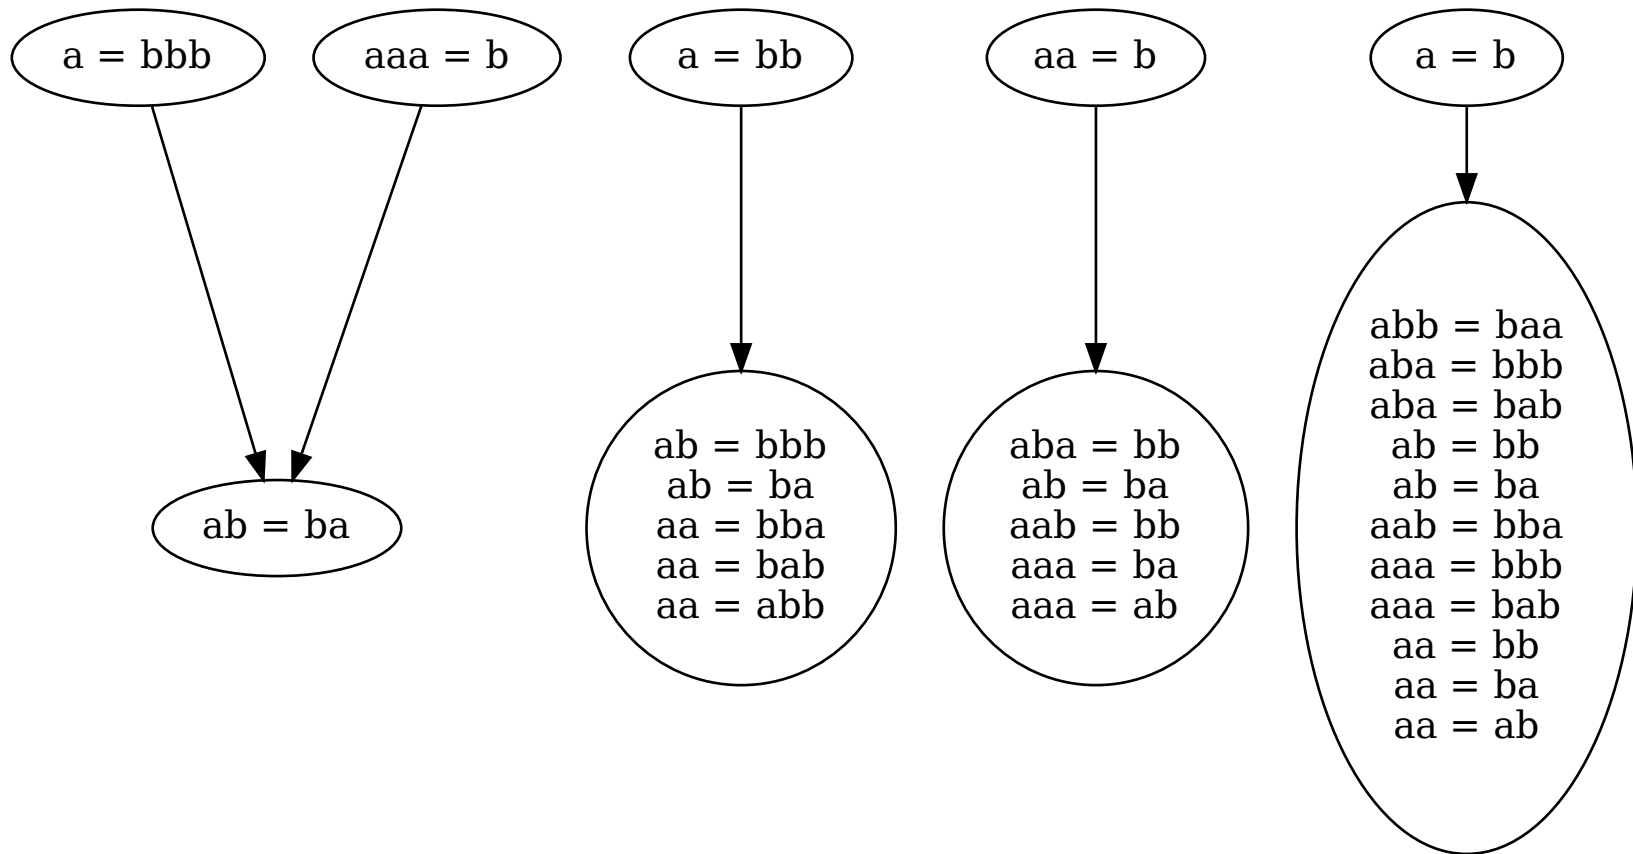 a = bbb
aaa = b
a = bb
aa = b
a = b
ab = ba
ab = bbb
ab = ba
aa = bba
aa = bab
aa = abb
aba = bb
ab = ba
aab = bb
aaa = ba
aaa = ab
abb = baa
aba = bbb
aba = bab
ab = bb
ab = ba
aab = bba
aaa = bbb
aaa = bab
aa = bb
aa = ba
aa = ab